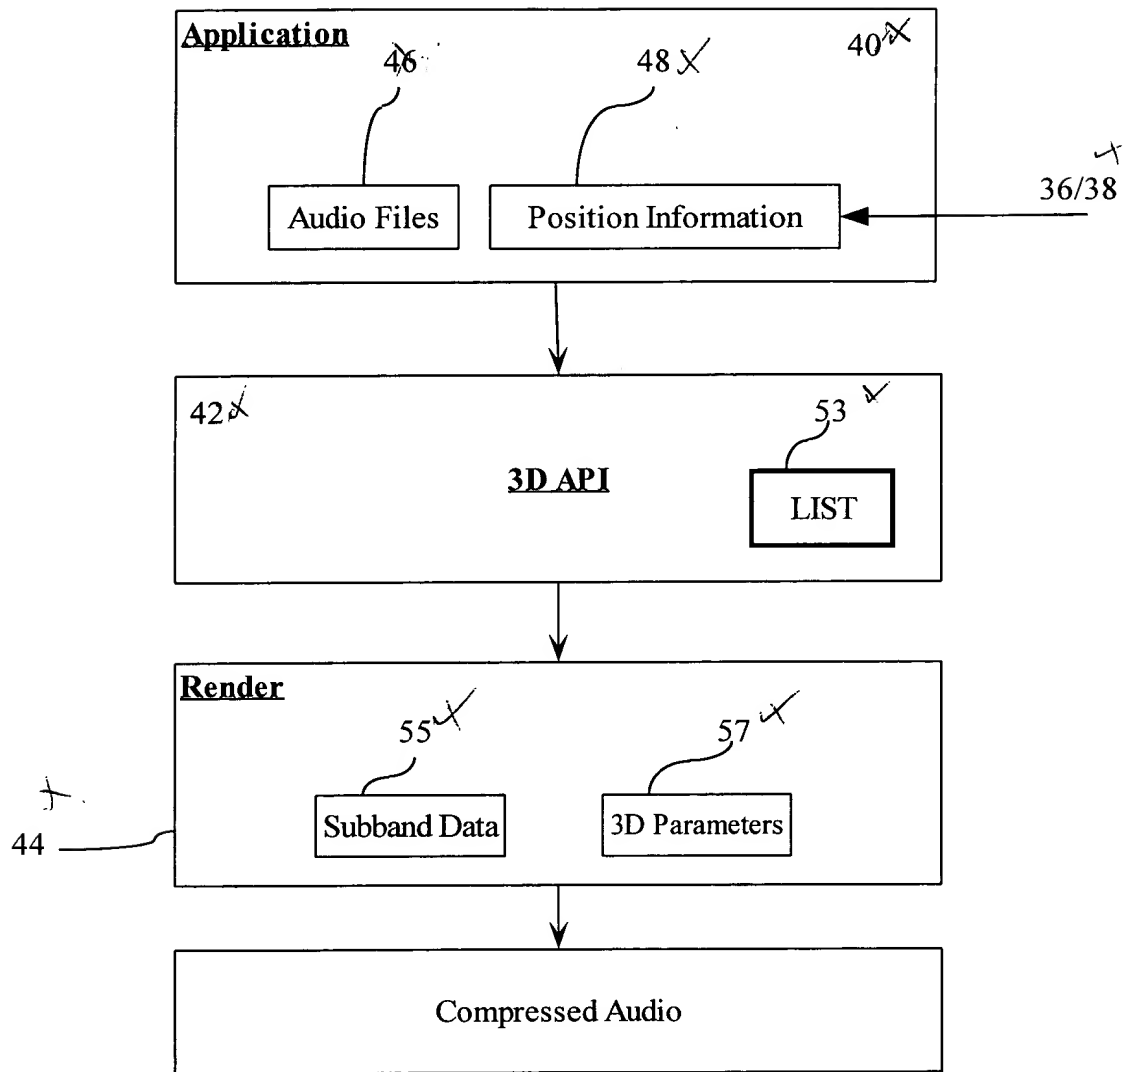 Application
40
46
48
36/38
Audio Files
Position Information
42
53
3D API
LIST
Render
55
57
Subband Data
3D Parameters
44
Compressed Audio